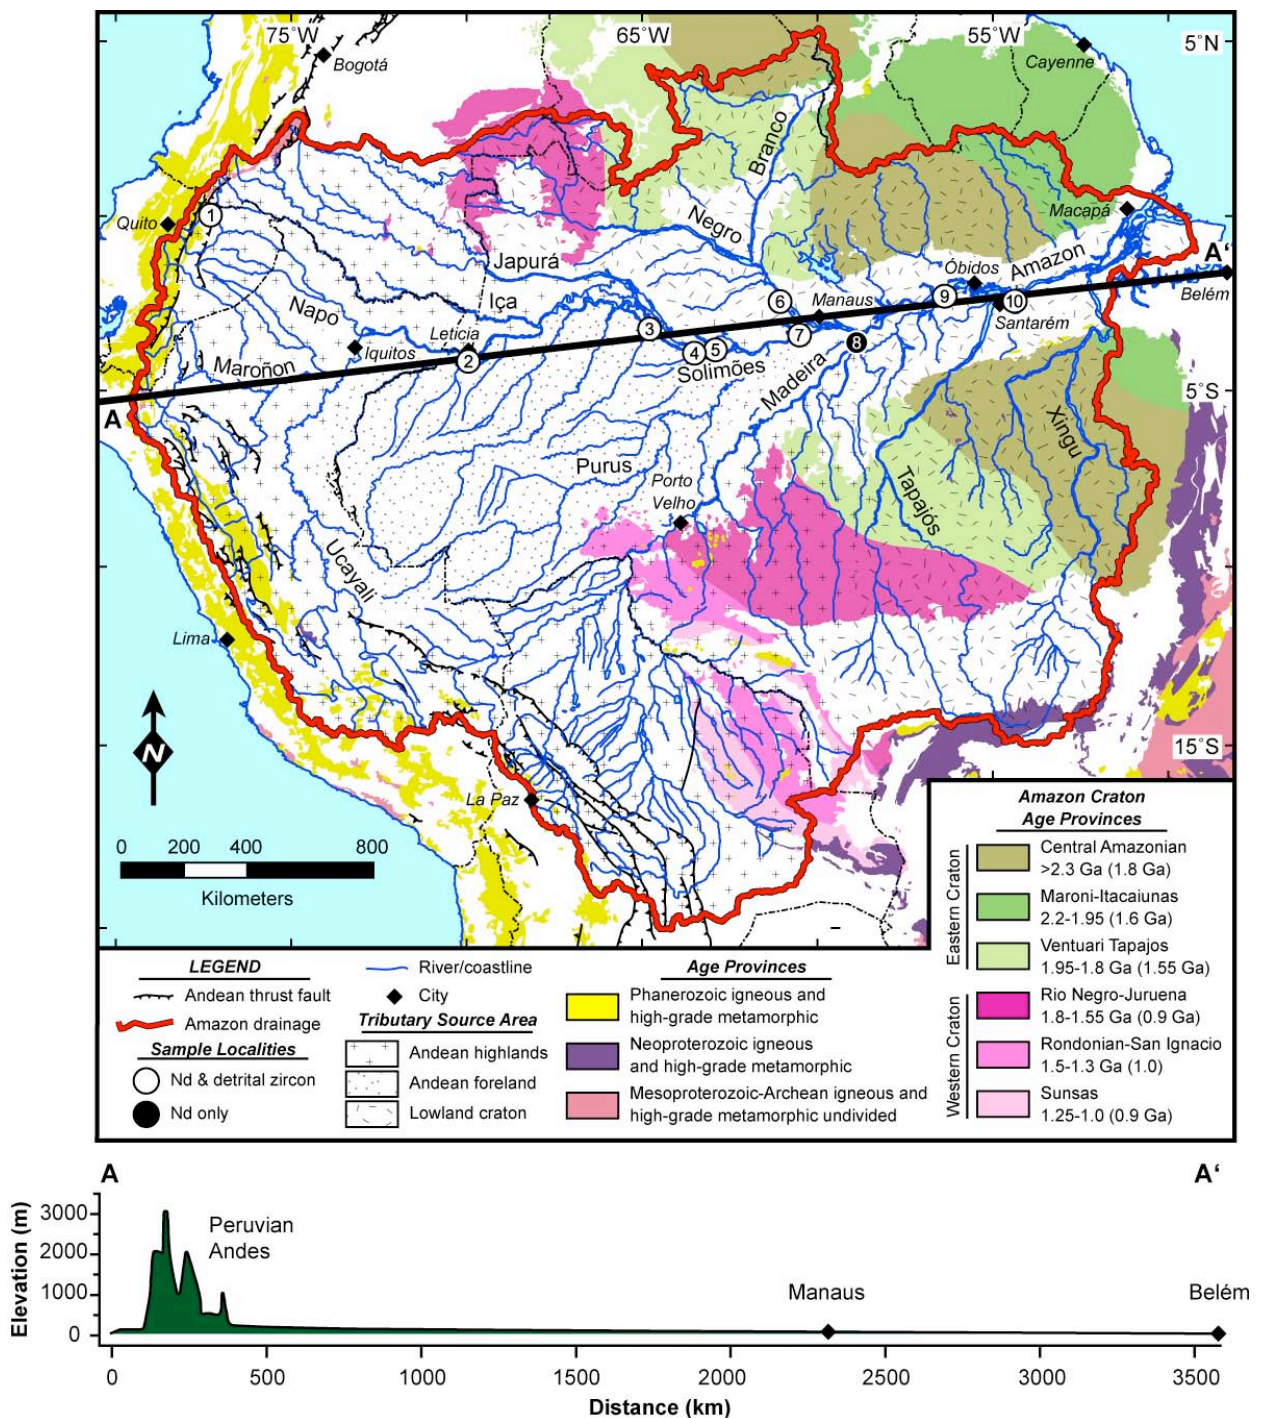 75°W
65°W
55°W
5°N
Bogotá
Cayenne
Branco
Quito
1
Negro
Macapá
Japurá
Óbidos
Amazon
A'
Içá
Napo
6
Manaus
9
10
Belém
Leticia
3
Santarém
Iquitos
7
8
2
4
5
Solimões
Maroñon
Madeira
A
5°S
Xingu
Purus
Porto
Velho
Tapajós
Ucayali
Lima
N
15°S
La Paz
0 200 400 800
Kilometers
Amazon Craton
Age Provinces
Eastern Craton
Central Amazonian
>2.3 Ga (1.8 Ga)
Maroni-Itacaiunas
2.2-1.95 (1.6 Ga)
Ventuari Tapajos
1.95-1.8 Ga (1.55 Ga)
Western Craton
Rio Negro-Juruena
1.8-1.55 Ga (0.9 Ga)
Rondonian-San Ignacio
1.5-1.3 Ga (1.0)
Sunsas
1.25-1.0 (0.9 Ga)
LEGEND
Andean thrust fault
Amazon drainage
Sample Localities
Nd & detrital zircon
Nd only
River/coastline
City
Tributary Source Area
Andean highlands
Andean foreland
Lowland craton
Age Provinces
Phanerozoic igneous and
high-grade metamorphic
Neoproterozoic igneous
and high-grade metamorphic
Mesoproterozoic-Archean igneous and
high-grade metamorphic undivided
A
A'
Elevation (m)
3000
2000
1000
0
Peruvian
Andes
Manaus
Belém
0 500 1000 1500 2000 2500 3000 3500
Distance (km)